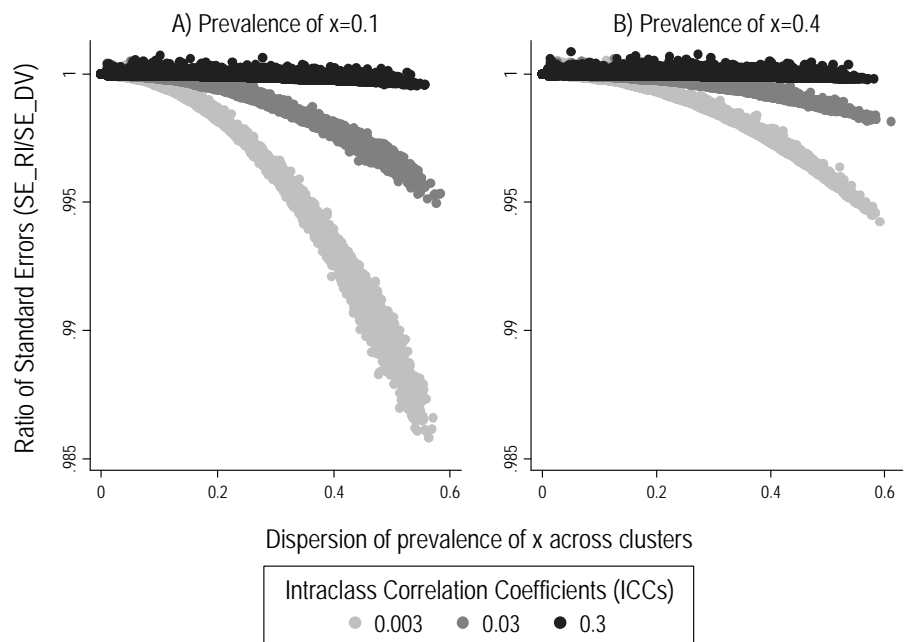 A) Prevalence of x=0.1
B) Prevalence of x=0.4
Ratio of Standard Errors (SE_RI/SE_DV)
1
.995
.99
.985
0
0.2
0.4
0.6
1
.995
.99
.985
0
0.2
0.4
0.6
Dispersion of prevalence of x across clusters
Intraclass Correlation Coefficients (ICCs)
0.003 0.03 0.3